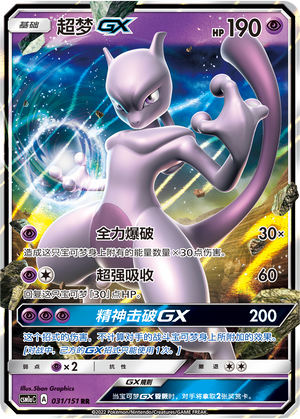 基础 超梦GX HP190
全力爆破 30×
造成这只宝可梦身上附有的能量数量×30点伤害。
超强吸收 60
回复这只宝可梦「30」点HP。
精神击破GX 200
这个招式的伤害,不计算对手的战斗宝可梦身上所附加的效果。
[对战中,己方的GX招式只能使用1次。]
弱点 ×2 抵抗力 撤退
Illus.5ban Graphics
GX规则
csm1aC A 031/151 RR
当宝可梦GX昏厥时,对手将拿取2张奖赏卡。
©2022 Pokémon/Nintendo/Creatures/GAME FREAK.